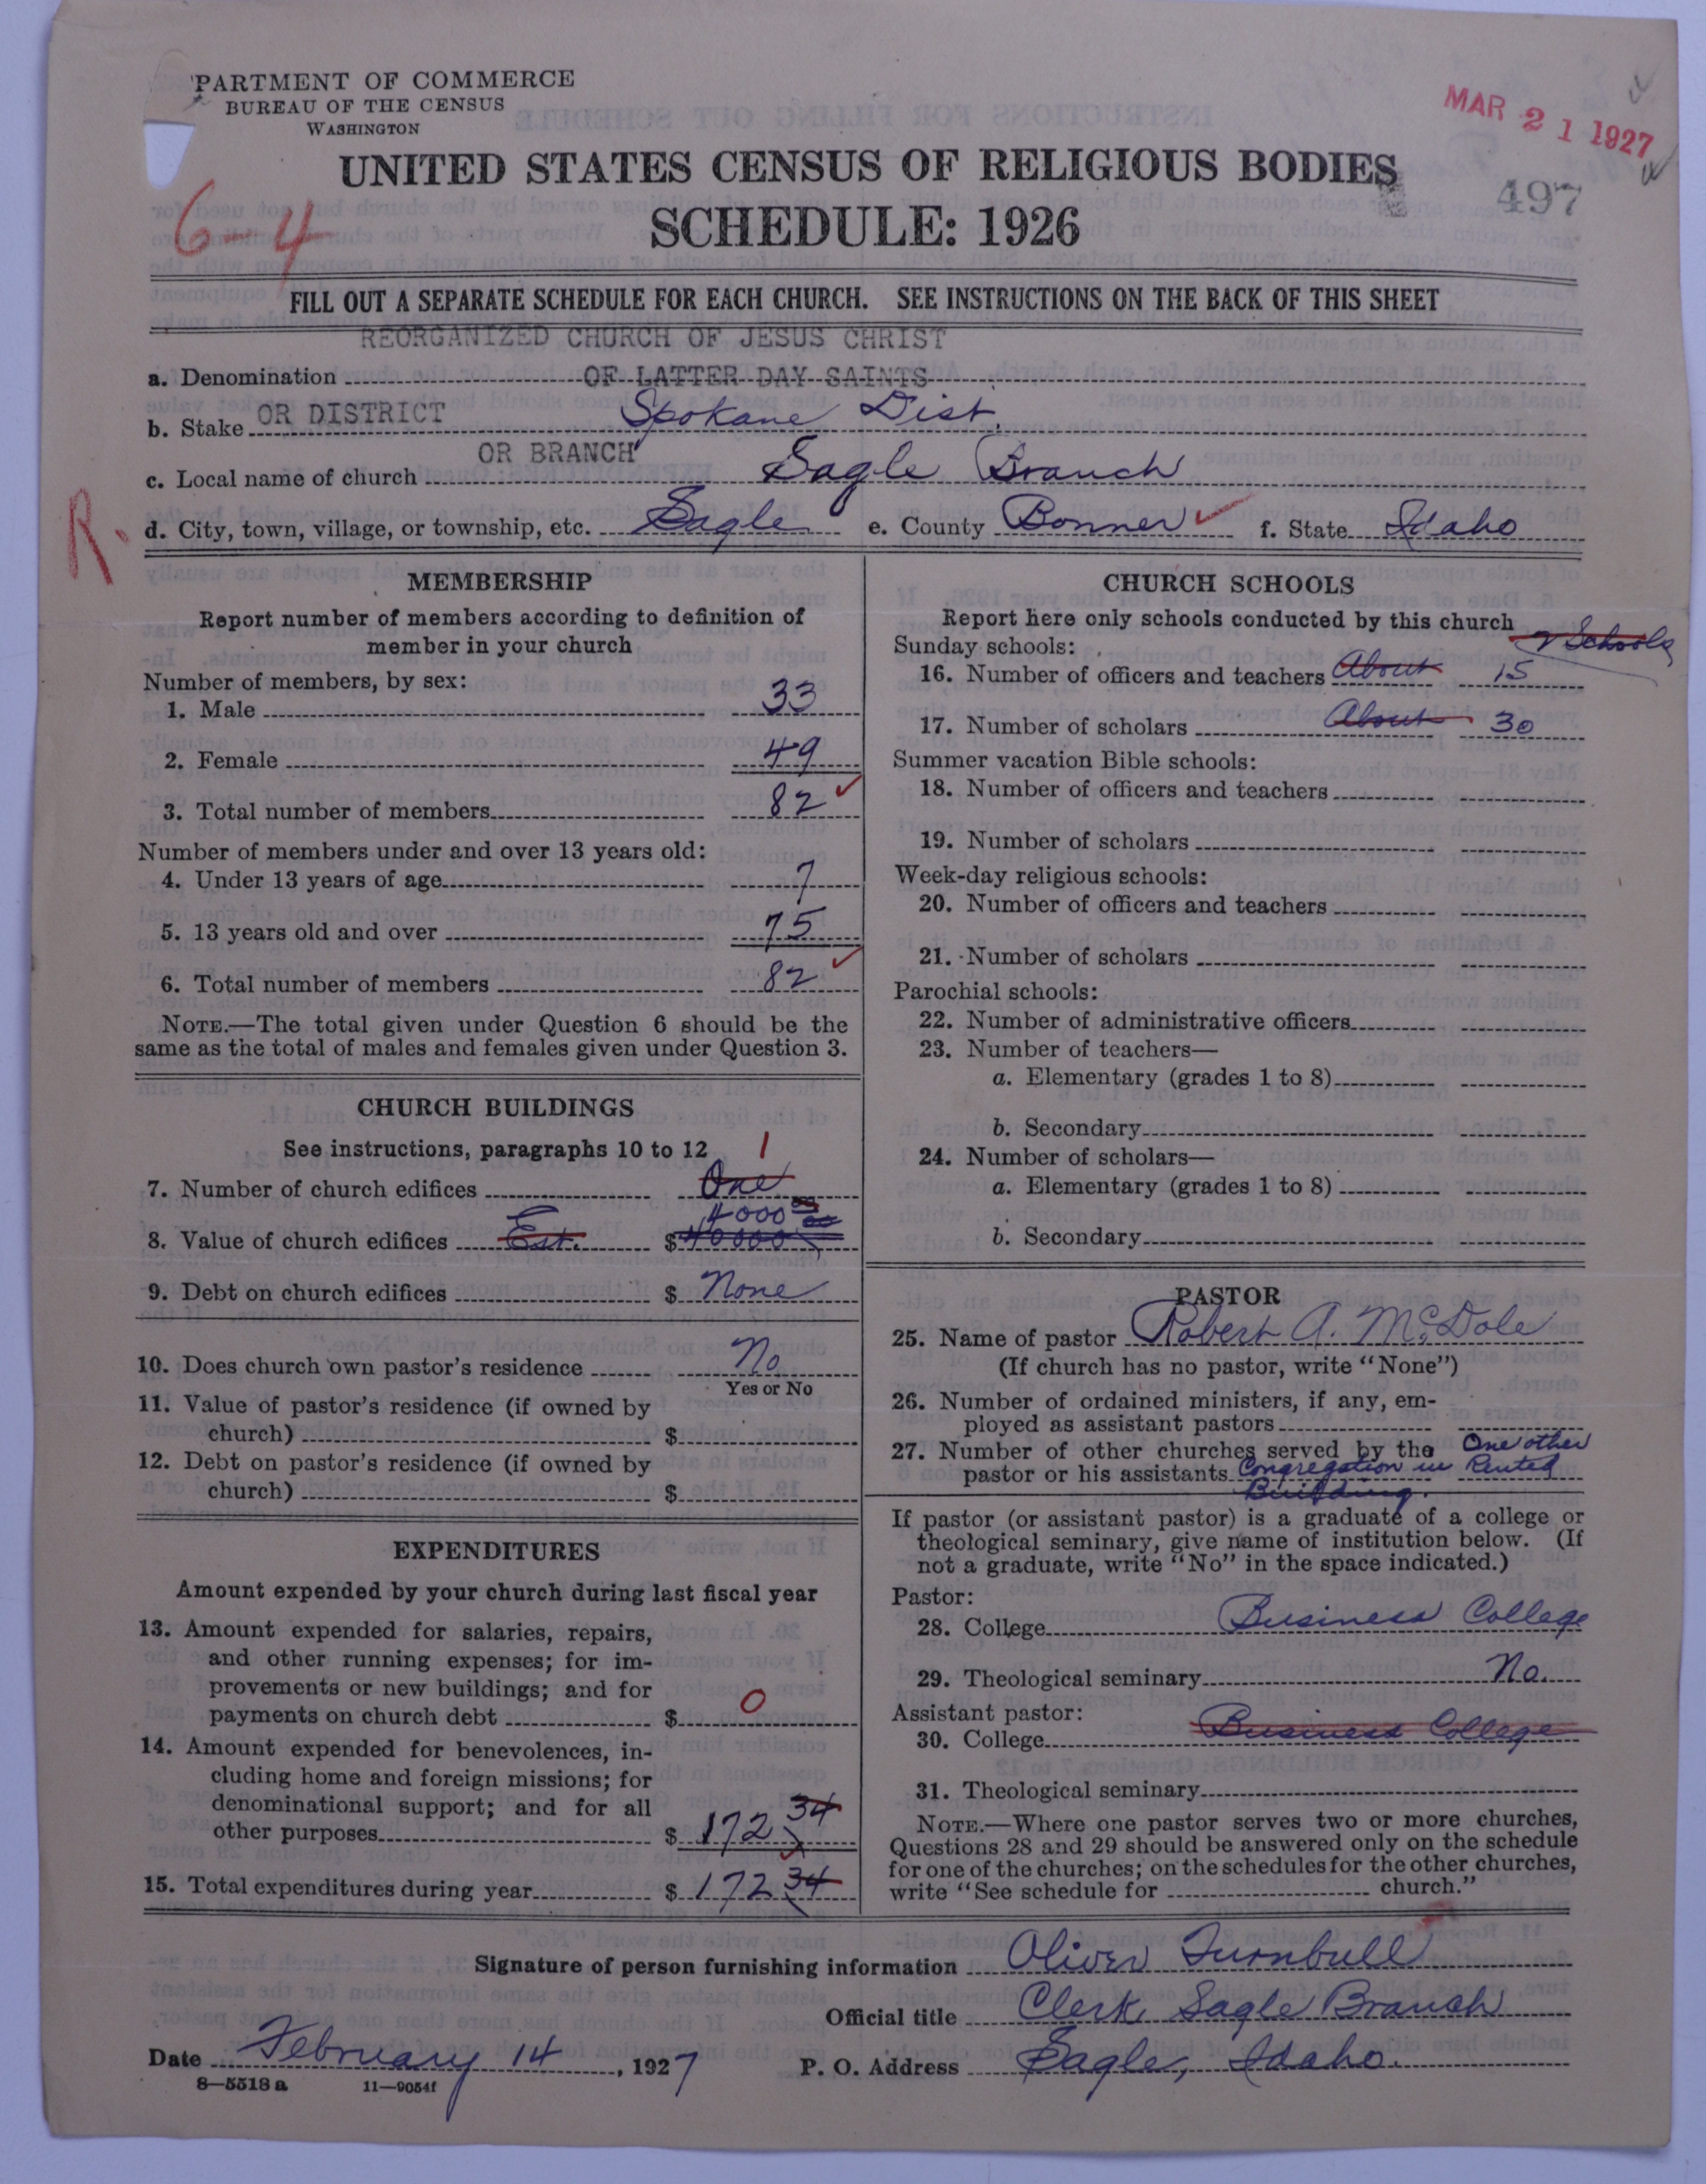 PARTMENT OF COMMERCE
BUREAU OF THE CENSUS
WASHINGTON
MAR 21 1927
UNITED STATES CENSUS OF RELIGIOUS BODIES
497
SCHEDULE: 1926
6-4
FILL OUT A SEPARATE SCHEDULE FOR EACH CHURCH. SEE INSTRUCTIONS ON THE BACK OF THIS SHEET
REORGANIZED CHURCH OF JESUS CHRIST
a. Denomination OF LATTER DAY SAINTS
b. Stake OR DISTRICT Spokane Dist.
c. Local name of church OR BRANCH Sagle Branch
R.
d. City, town, village, or township, etc. Sagle e. County Bonner ✓ f. State Idaho
MEMBERSHIP
Report number of members according to definition of
member in your church
Number of members, by sex:
1. Male 33
2. Female 49
3. Total number of members 82 ✓
Number of members under and over 13 years old:
4. Under 13 years of age 7
5. 13 years old and over 75
6. Total number of members 82 ✓
NOTE.—The total given under Question 6 should be the
same as the total of males and females given under Question 3.
CHURCH BUILDINGS
See instructions, paragraphs 10 to 12
1
7. Number of church edifices One
4000 00
8. Value of church edifices Est. $
9. Debt on church edifices $ None
10. Does church own pastor's residence No
Yes or No
11. Value of pastor's residence (if owned by
church) $
12. Debt on pastor's residence (if owned by
church) $
EXPENDITURES
Amount expended by your church during last fiscal year
13. Amount expended for salaries, repairs,
and other running expenses; for im-
provements or new buildings; and for
payments on church debt $ 0
14. Amount expended for benevolences, in-
cluding home and foreign missions; for
denominational support; and for all
other purposes $ 172 34
15. Total expenditures during year $ 172 34
CHURCH SCHOOLS
Report here only schools conducted by this church
Schools
Sunday schools:
16. Number of officers and teachers About 15
17. Number of scholars About 30
Summer vacation Bible schools:
18. Number of officers and teachers
19. Number of scholars
Week-day religious schools:
20. Number of officers and teachers
21. Number of scholars
Parochial schools:
22. Number of administrative officers
23. Number of teachers—
a. Elementary (grades 1 to 8)
b. Secondary
24. Number of scholars—
a. Elementary (grades 1 to 8)
b. Secondary
PASTOR
25. Name of pastor Robert A. McDole
(If church has no pastor, write "None")
26. Number of ordained ministers, if any, em-
ployed as assistant pastors
27. Number of other churches served by the One other
pastor or his assistants Congregation in Rented
Building.
If pastor (or assistant pastor) is a graduate of a college or
theological seminary, give name of institution below. (If
not a graduate, write "No" in the space indicated.)
Pastor:
28. College Business College
29. Theological seminary No.
Assistant pastor:
30. College Business College
31. Theological seminary
NOTE.—Where one pastor serves two or more churches,
Questions 28 and 29 should be answered only on the schedule
for one of the churches; on the schedules for the other churches,
write "See schedule for church."
Signature of person furnishing information Oliver Turnbull
Official title Clerk Sagle Branch
Date February 14, 1927 P. O. Address Sagle, Idaho.
8—5518 a 11—9054f